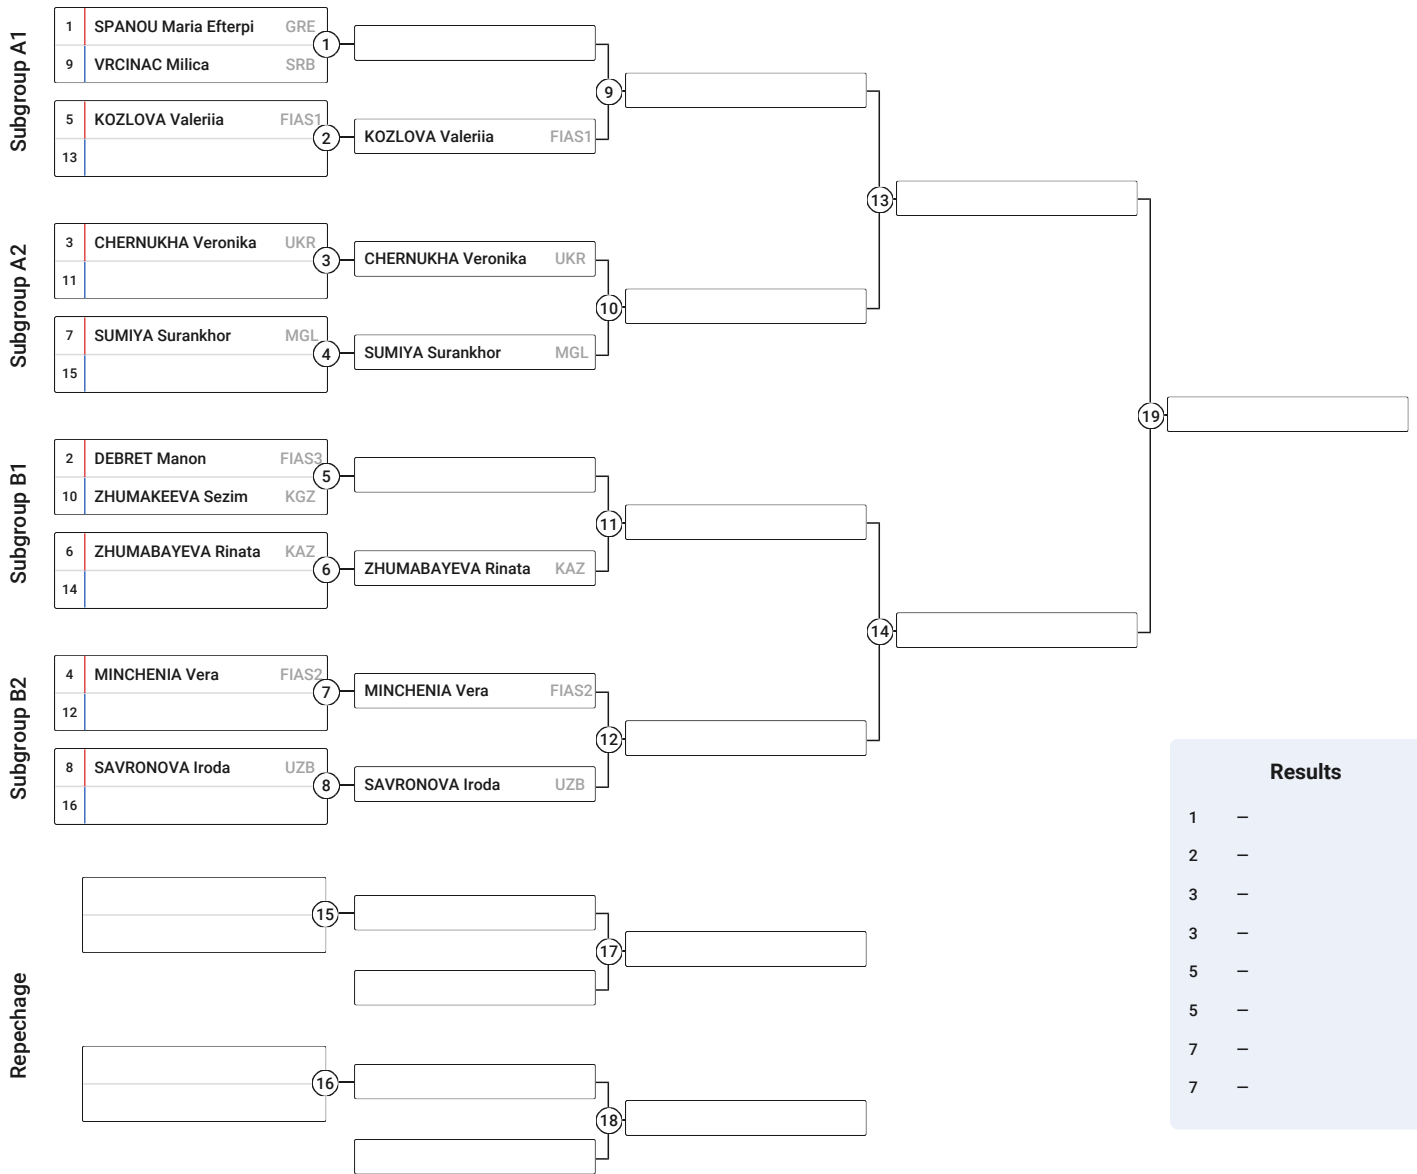 Subgroup A1
1 SPANOU Maria Efterpi GRE
9 VRCINAC Milica SRB
1
5 KOZLOVA Valeriia FIAS1
13
2
KOZLOVA Valeriia FIAS1
9
Subgroup A2
3 CHERNUKHA Veronika UKR
11
3
CHERNUKHA Veronika UKR
7 SUMIYA Surankhor MGL
15
4
SUMIYA Surankhor MGL
10
13
Subgroup B1
2 DEBRET Manon FIAS3
10 ZHUMAKEEVA Sezim KGZ
5
6 ZHUMABAYEVA Rinata KAZ
14
6
ZHUMABAYEVA Rinata KAZ
11
Subgroup B2
4 MINCHENIA Vera FIAS2
12
7
MINCHENIA Vera FIAS2
8 SAVRONOVA Iroda UZB
16
8
SAVRONOVA Iroda UZB
12
14
19
Repechage
15
17
16
18
Results
1 –
2 –
3 –
3 –
5 –
5 –
7 –
7 –